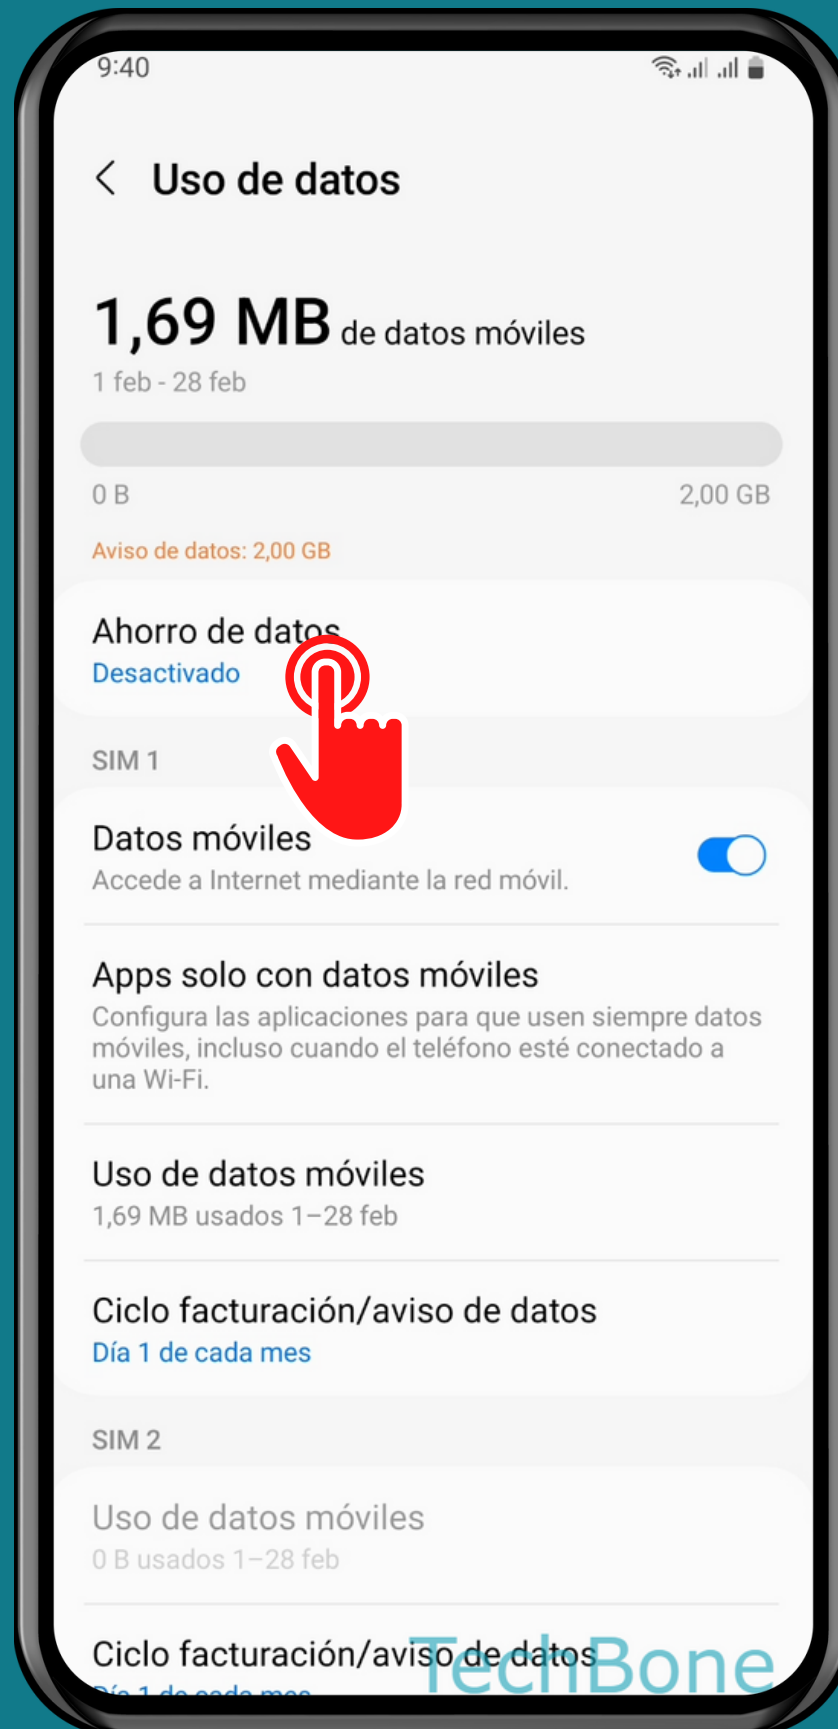 9:40
Uso de datos
1,69 MB de datos móviles
1 feb - 28 feb
0 B 2,00 GB
Aviso de datos: 2,00 GB
Ahorro de datos
Desactivado
SIM 1
Datos móviles
Accede a Internet mediante la red móvil.
Apps solo con datos móviles
Configura las aplicaciones para que usen siempre datos
móviles, incluso cuando el teléfono esté conectado a
una Wi-Fi.
Uso de datos móviles
1,69 MB usados 1–28 feb
Ciclo facturación/aviso de datos
Día 1 de cada mes
SIM 2
Uso de datos móviles
0 B usados 1–28 feb
Ciclo facturación/aviso de datos
Día 1 de cada mes
TechBone